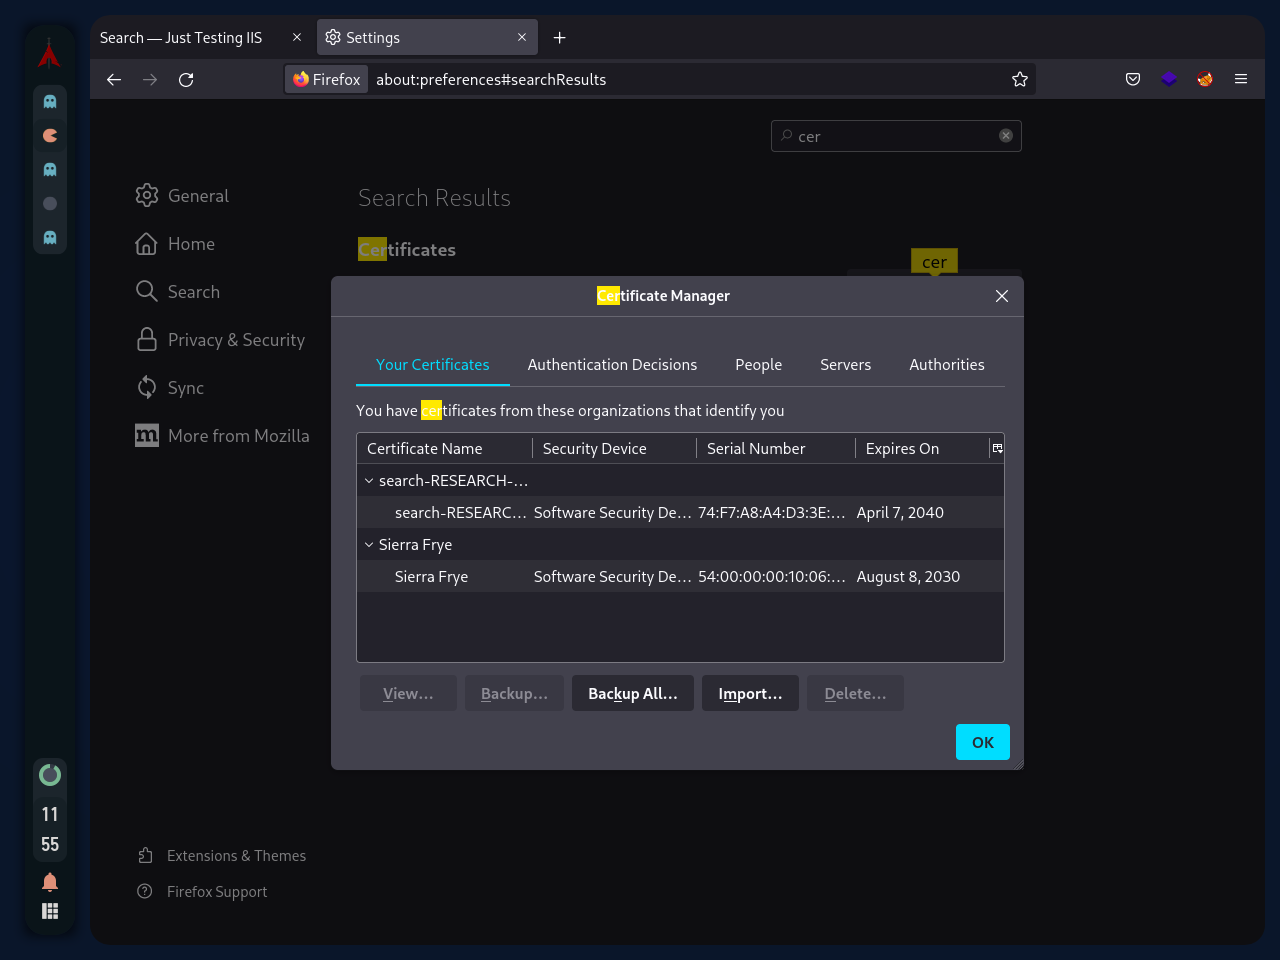 Search — Just Testing IIS
Settings
Firefox
about:preferences#searchResults
cer
General
Home
Search
Privacy & Security
Sync
More from Mozilla
Search Results
Certificates
cer
Certificate Manager
Your Certificates
Authentication Decisions
People
Servers
Authorities
You have certificates from these organizations that identify you
Certificate Name
Security Device
Serial Number
Expires On
search-RESEARCH-…
search-RESEARC… Software Security De… 74:F7:A8:A4:D3:3E:… April 7, 2040
Sierra Frye
Sierra Frye Software Security De… 54:00:00:00:10:06:… August 8, 2030
View…
Backup…
Backup All…
Import…
Delete…
OK
11
55
Extensions & Themes
Firefox Support